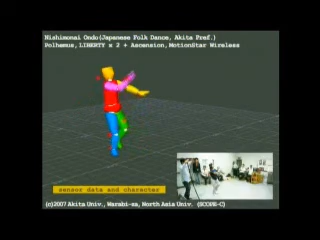 Nishimonai Ondo(Japanese Folk Dance, Akita Pref.)
Polhemus, LIBERTY x 2 + Ascension, MotionStar Wireless
sensor data and character
(c)2007 Akita Univ., Warabi-za, North Asia Univ. (SCOPE-C)